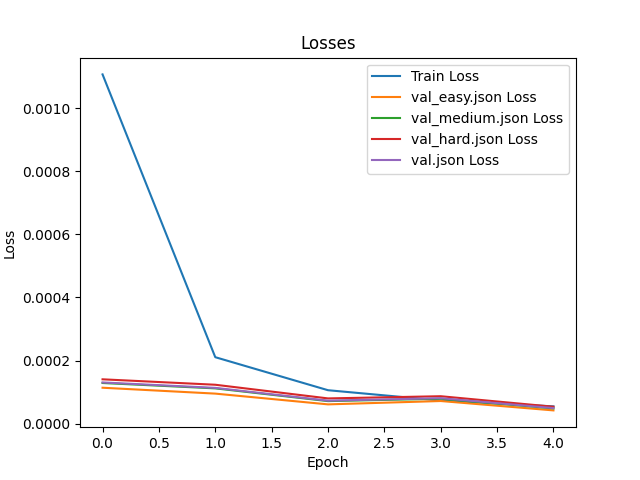 Losses
Train Loss
val_easy.json Loss
val_medium.json Loss
val_hard.json Loss
val.json Loss
0.0010
0.0008
0.0006
0.0004
0.0002
0.0000
Loss
0.0 0.5 1.0 1.5 2.0 2.5 3.0 3.5 4.0
Epoch